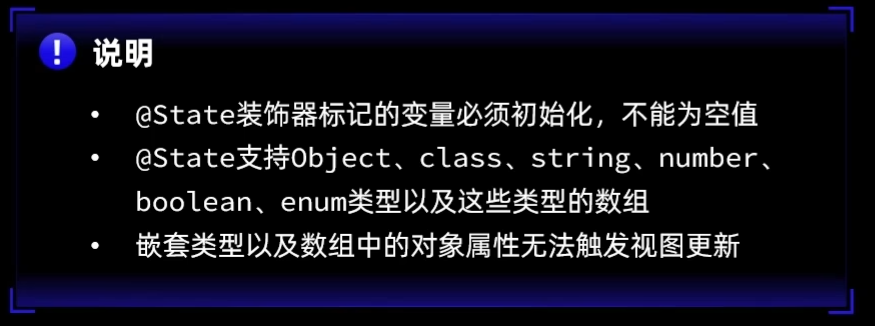 说明
• @State装饰器标记的变量必须初始化，不能为空值
• @State支持Object、class、string、number、
boolean、enum类型以及这些类型的数组
• 嵌套类型以及数组中的对象属性无法触发视图更新